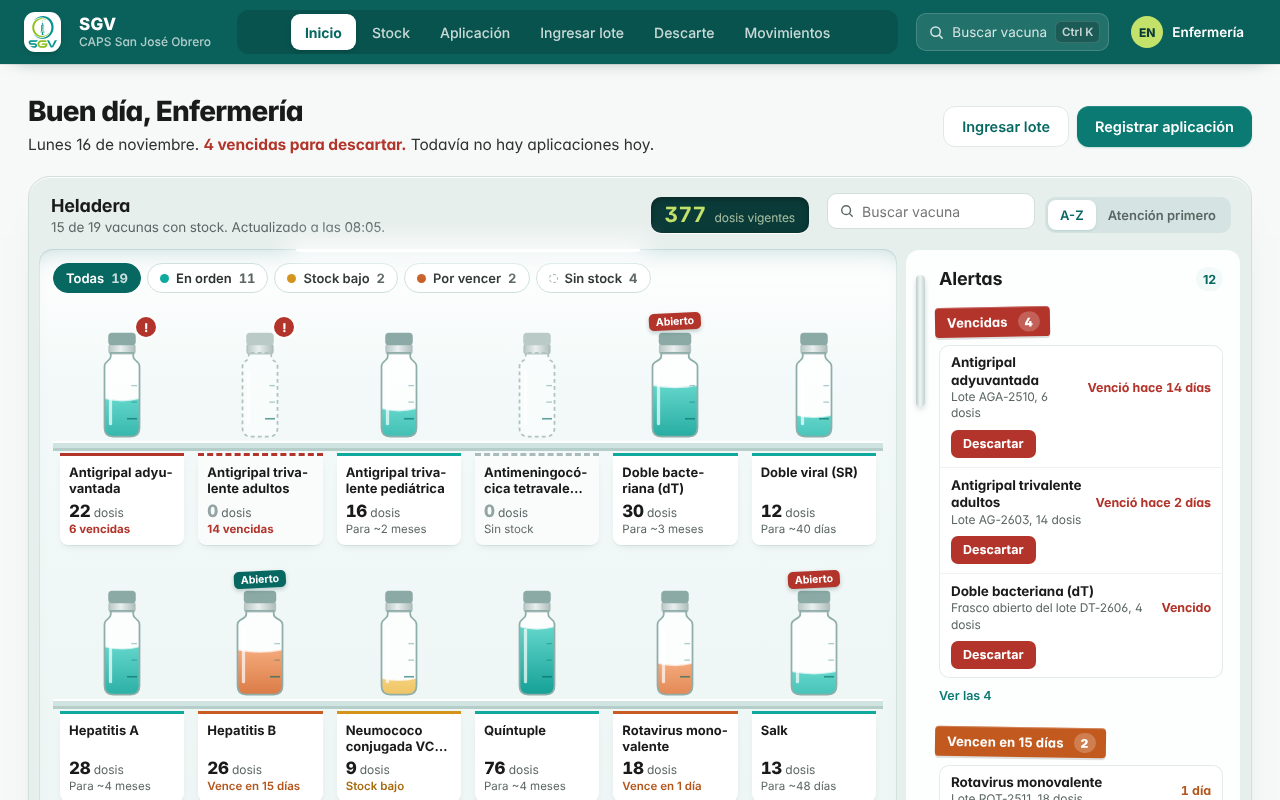 SGV
SGV
CAPS San José Obrero
Inicio
Stock
Aplicación
Ingresar lote
Descarte
Movimientos
Buscar vacuna
Ctrl K
EN
Enfermería
Buen día, Enfermería
Lunes 16 de noviembre. 4 vencidas para descartar. Todavía no hay aplicaciones hoy.
Ingresar lote
Registrar aplicación
Heladera
15 de 19 vacunas con stock. Actualizado a las 08:05.
377 dosis vigentes
Buscar vacuna
A-Z
Atención primero
Todas 19
En orden 11
Stock bajo 2
Por vencer 2
Sin stock 4
!
!
Abierto
Antigripal adyu-
vantada
22 dosis
6 vencidas
Antigripal triva-
lente adultos
0 dosis
14 vencidas
Antigripal triva-
lente pediátrica
16 dosis
Para ~2 meses
Antimeningocó-
cica tetravale...
0 dosis
Sin stock
Doble bacte-
riana (dT)
30 dosis
Para ~3 meses
Doble viral (SR)
12 dosis
Para ~40 días
Abierto
Abierto
Hepatitis A
28 dosis
Para ~4 meses
Hepatitis B
26 dosis
Vence en 15 días
Neumococo
conjugada VC...
9 dosis
Stock bajo
Quíntuple
76 dosis
Para ~4 meses
Rotavirus mono-
valente
18 dosis
Vence en 1 día
Salk
13 dosis
Para ~48 días
Alertas
12
Vencidas 4
Antigripal
adyuvantada
Lote AGA-2510, 6
dosis
Venció hace 14 días
Descartar
Antigripal trivalente
adultos
Lote AG-2603, 14 dosis
Venció hace 2 días
Descartar
Doble bacteriana (dT)
Frasco abierto del lote DT-2606, 4
dosis
Vencido
Descartar
Ver las 4
Vencen en 15 días 2
Rotavirus monovalente
Lote ROT-2511, 18 dosis
1 día